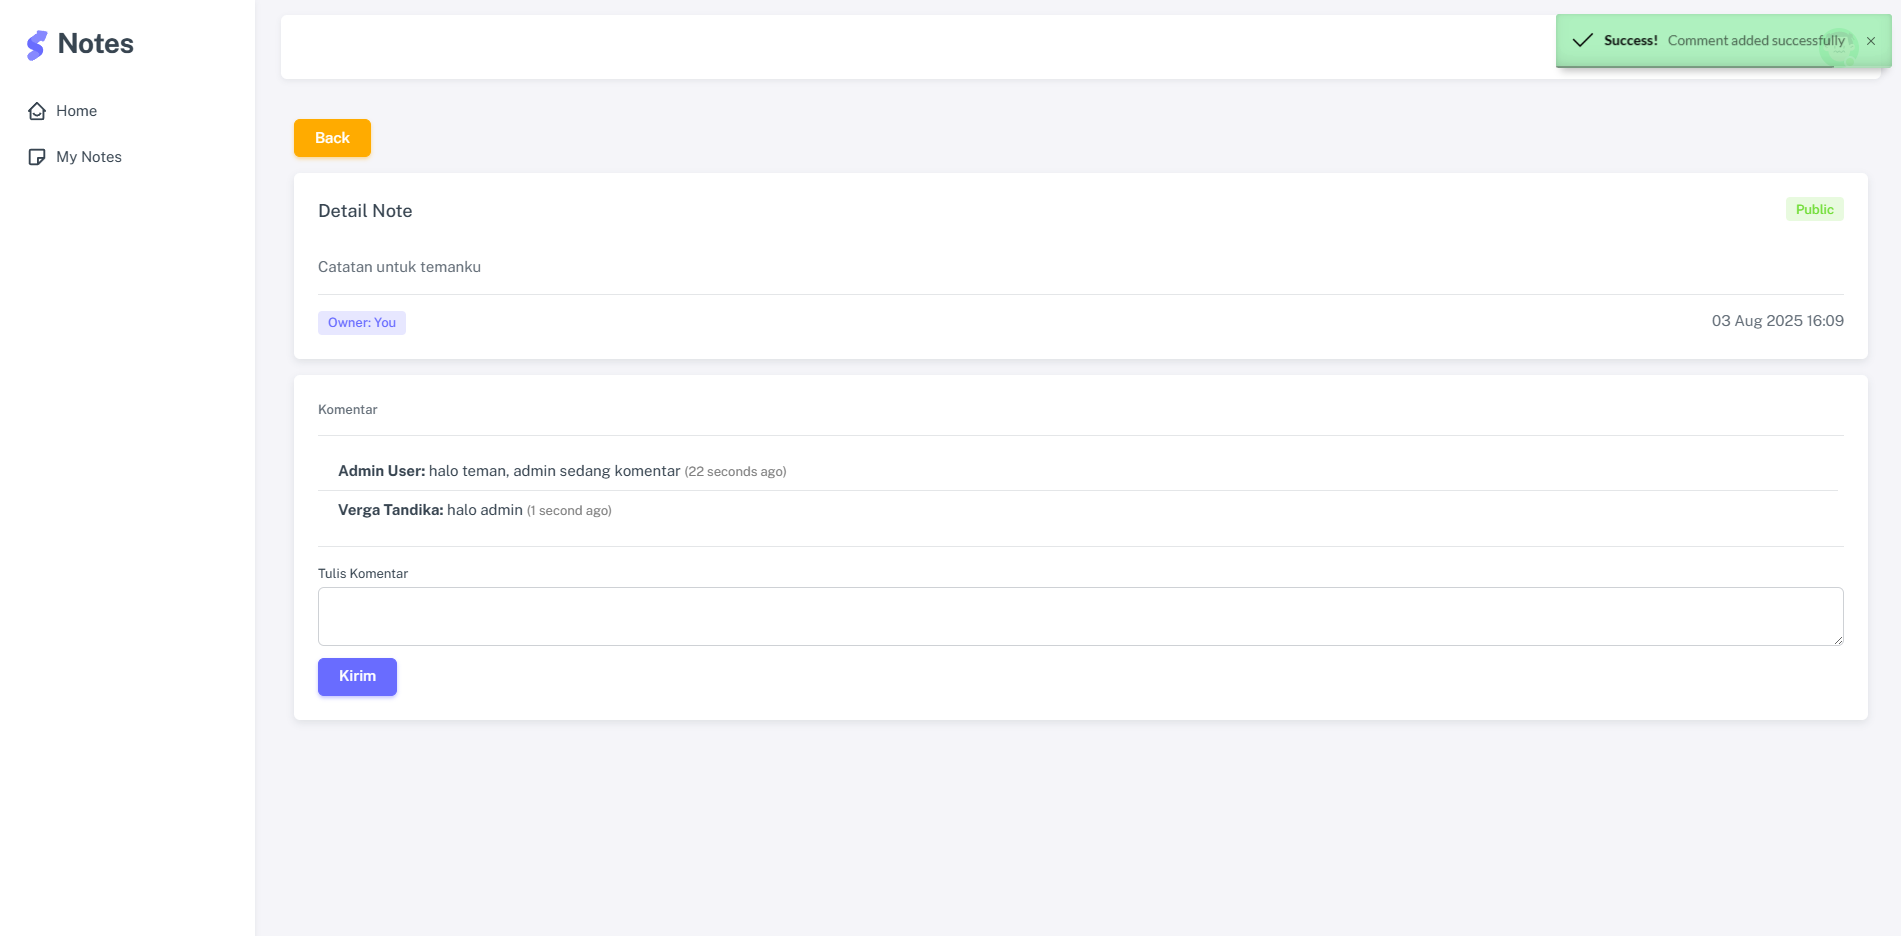 Notes
Success! Comment added successfully
Home
My Notes
Back
Detail Note
Public
Catatan untuk temanku
Owner: You
03 Aug 2025 16:09
Komentar
Admin User: halo teman, admin sedang komentar (22 seconds ago)
Verga Tandika: halo admin (1 second ago)
Tulis Komentar
Kirim